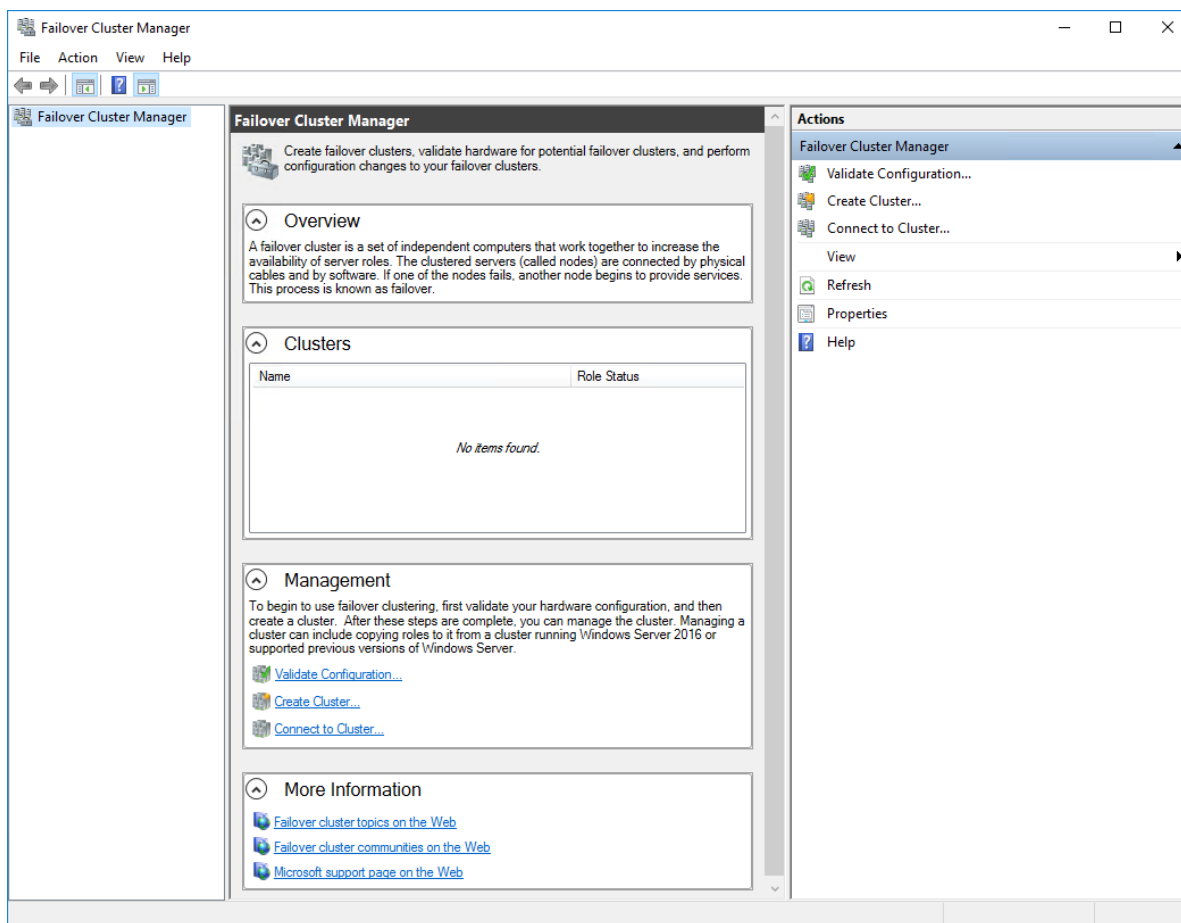 Failover Cluster Manager
File Action View Help
Failover Cluster Manager
Failover Cluster Manager
Create failover clusters, validate hardware for potential failover clusters, and perform
configuration changes to your failover clusters.
Overview
A failover cluster is a set of independent computers that work together to increase the
availability of server roles. The clustered servers (called nodes) are connected by physical
cables and by software. If one of the nodes fails, another node begins to provide services.
This process is known as failover.
Clusters
Name Role Status
No items found.
Management
To begin to use failover clustering, first validate your hardware configuration, and then
create a cluster. After these steps are complete, you can manage the cluster. Managing a
cluster can include copying roles to it from a cluster running Windows Server 2016 or
supported previous versions of Windows Server.
Validate Configuration...
Create Cluster...
Connect to Cluster...
More Information
Failover cluster topics on the Web
Failover cluster communities on the Web
Microsoft support page on the Web
Actions
Failover Cluster Manager
Validate Configuration...
Create Cluster...
Connect to Cluster...
View
Refresh
Properties
Help